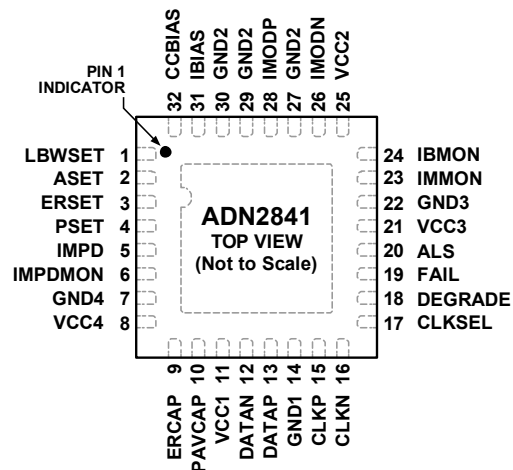 CCBIAS
IBIAS
GND2
GND2
IMODP
GND2
IMODN
VCC2
32 31 30 29 28 27 26 25
PIN 1
INDICATOR
LBWSET 1
ASET 2
ERSET 3
PSET 4
IMPD 5
IMPDMON 6
GND4 7
VCC4 8
ADN2841
TOP VIEW
(Not to Scale)
24 IBMON
23 IMMON
22 GND3
21 VCC3
20 ALS
19 FAIL
18 DEGRADE
17 CLKSEL
9 10 11 12 13 14 15 16
ERCAP
PAVCAP
VCC1
DATAN
DATAP
GND1
CLKP
CLKN